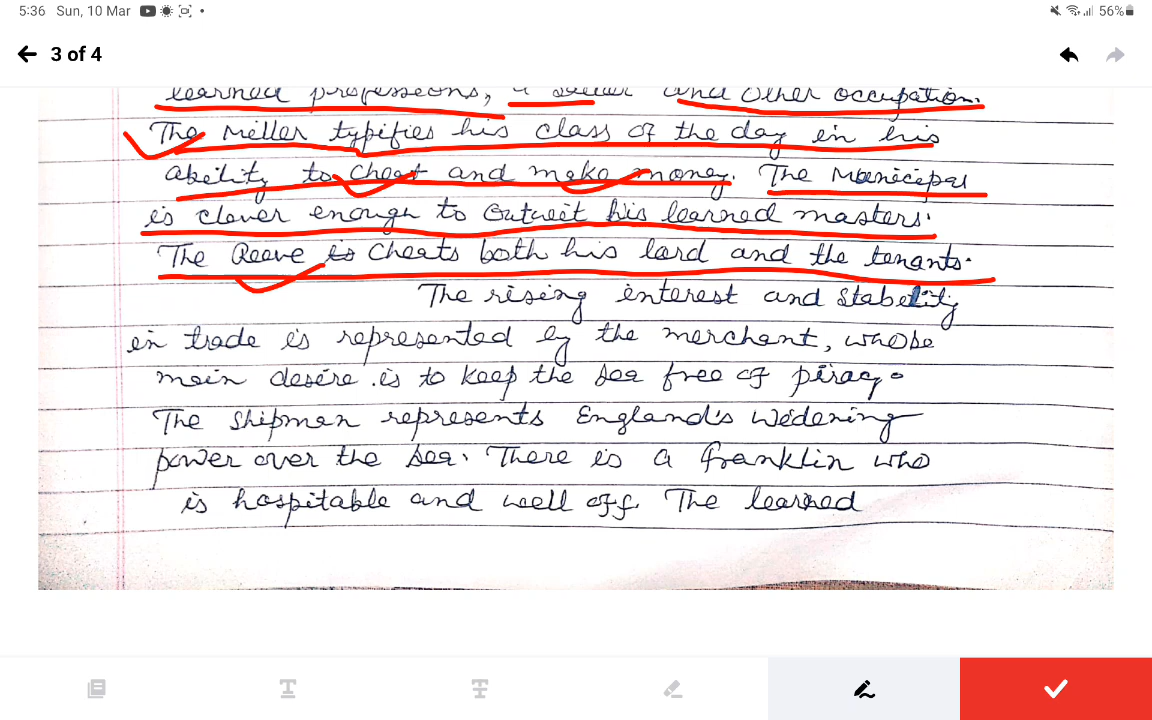 5:36 Sun, 10 Mar
56%
3 of 4
learned professions, a sailor and other occupation.
The Miller typifies his class of the day in his
ability to cheat and make money. The Manicipal
is clever enough to outwit his learned masters.
The Reeve is cheats both his lord and the tenants.
The rising interest and stability
in trade is represented by the merchant, whose
main desire is to keep the sea free of piracy.
The Shipman represents England's widening
power over the sea. There is a franklin who
is hospitable and well off. The learned